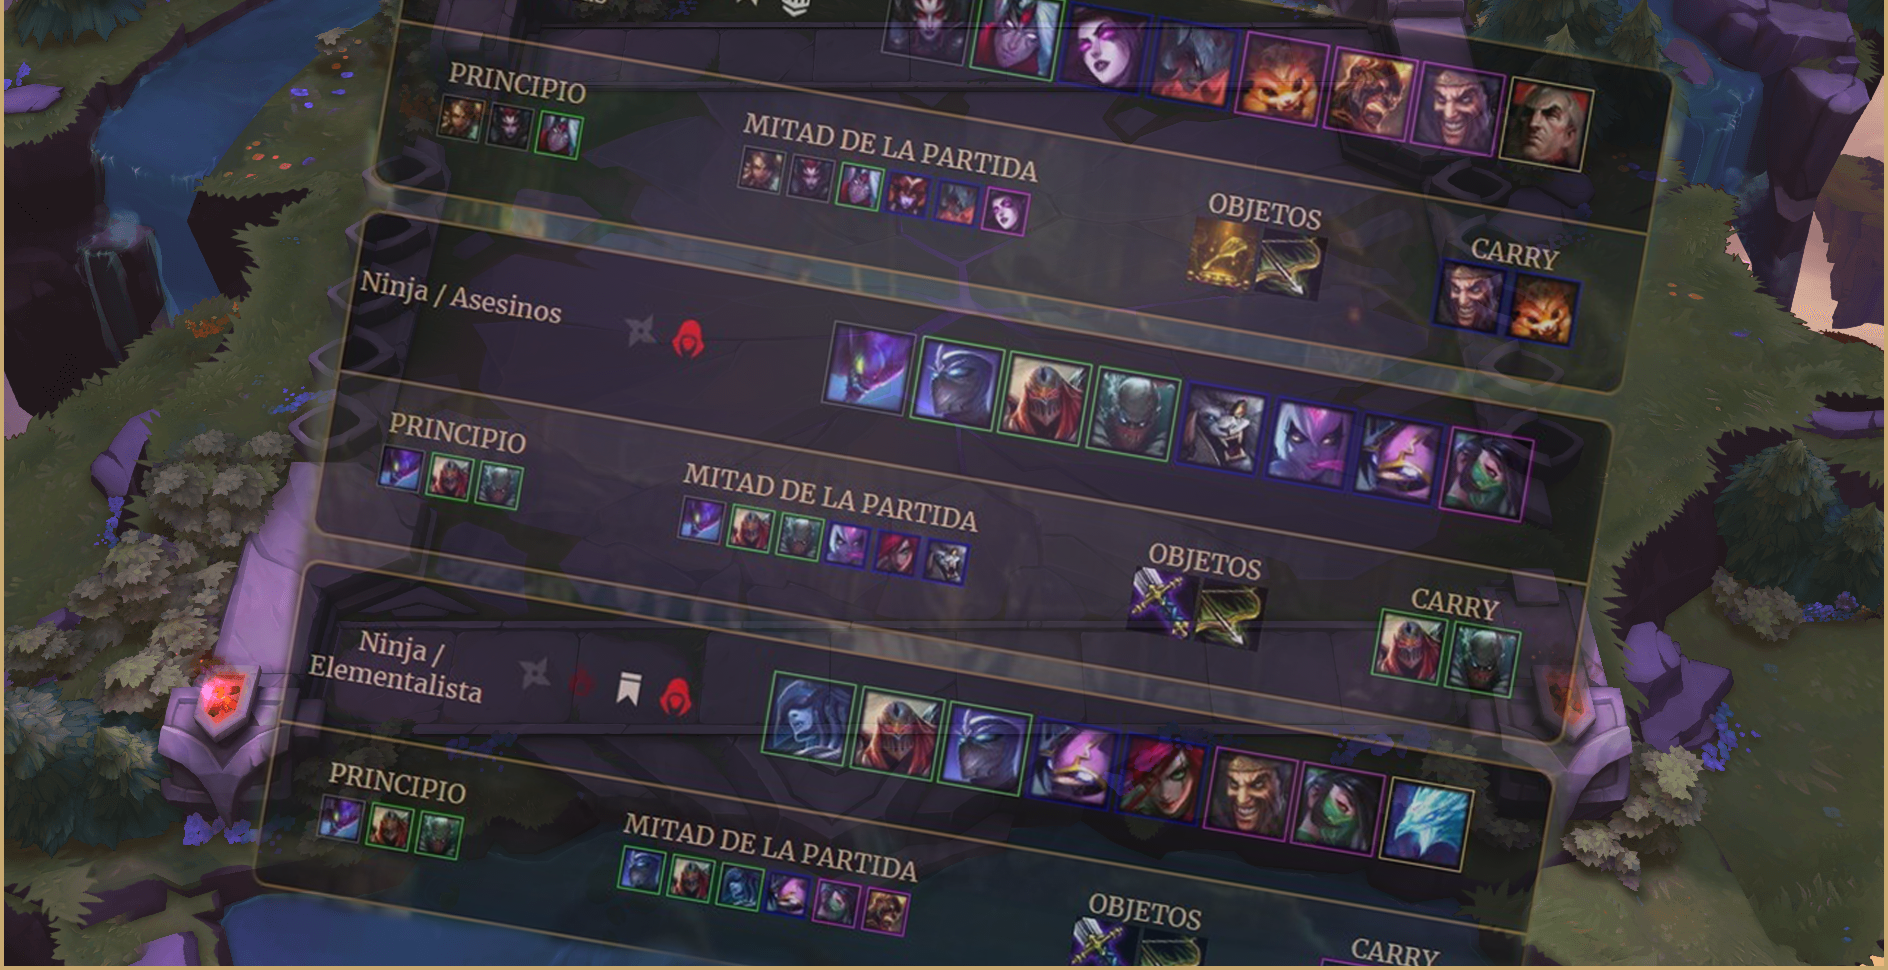 PRINCIPIO
MITAD DE LA PARTIDA
OBJETOS
CARRY
Ninja / Asesinos
PRINCIPIO
MITAD DE LA PARTIDA
OBJETOS
CARRY
Ninja /
Elementalista
PRINCIPIO
MITAD DE LA PARTIDA
OBJETOS
CARRY